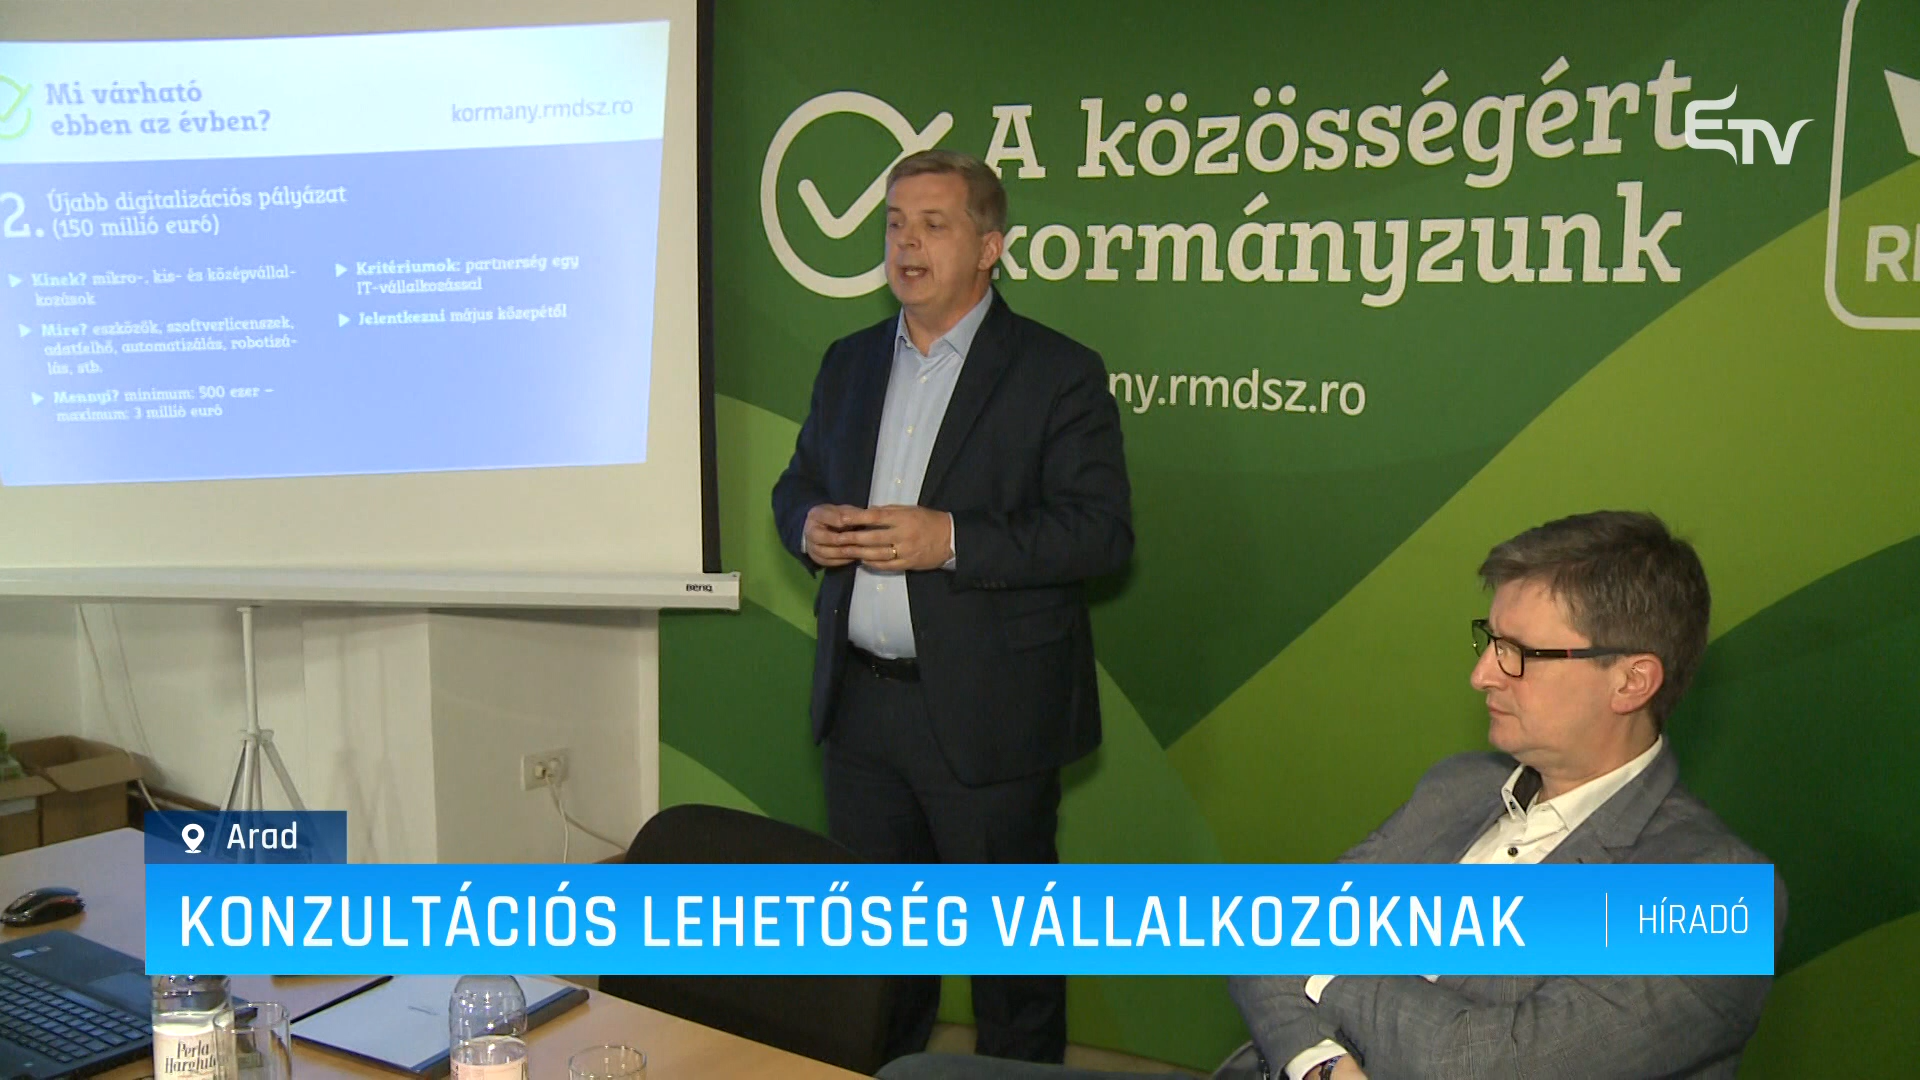 Mi várható
ebben az évben?
kormany.rmdsz.ro
2. Újabb digitalizációs pályázat
(150 millió euró)
Kinek? mikro-, kis- és középvállal-
kozások
Mire? eszközök, szoftverlicenszek,
adatfelhő, automatizálás, robotizá-
lás, stb.
Mennyi? minimum: 500 ezer –
maximum: 3 millió euró
Kritériumok: partnerség egy
IT-vállalkozással
Jelentkezni május közepétől
BenQ
A közösségért
kormányzunk
ny.rmdsz.ro
ETV
Arad
KONZULTÁCIÓS LEHETŐSÉG VÁLLALKOZÓKNAK
HÍRADÓ
Perla